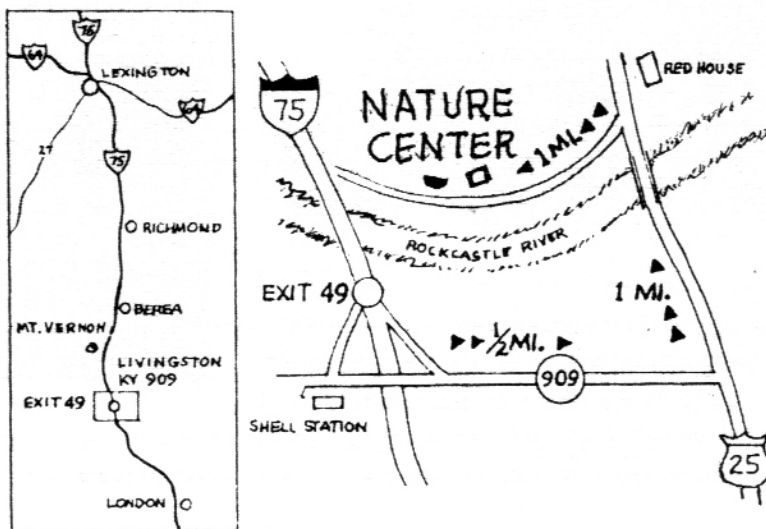 76
64
LEXINGTON
64
27
75
RICHMOND
BEREA
MT. VERNON
LIVINGSTON
KY 909
EXIT 49
LONDON
75
NATURE
CENTER
1 MI.
RED HOUSE
ROCKCASTLE RIVER
EXIT 49
1 MI.
1/2 MI.
909
SHELL STATION
25